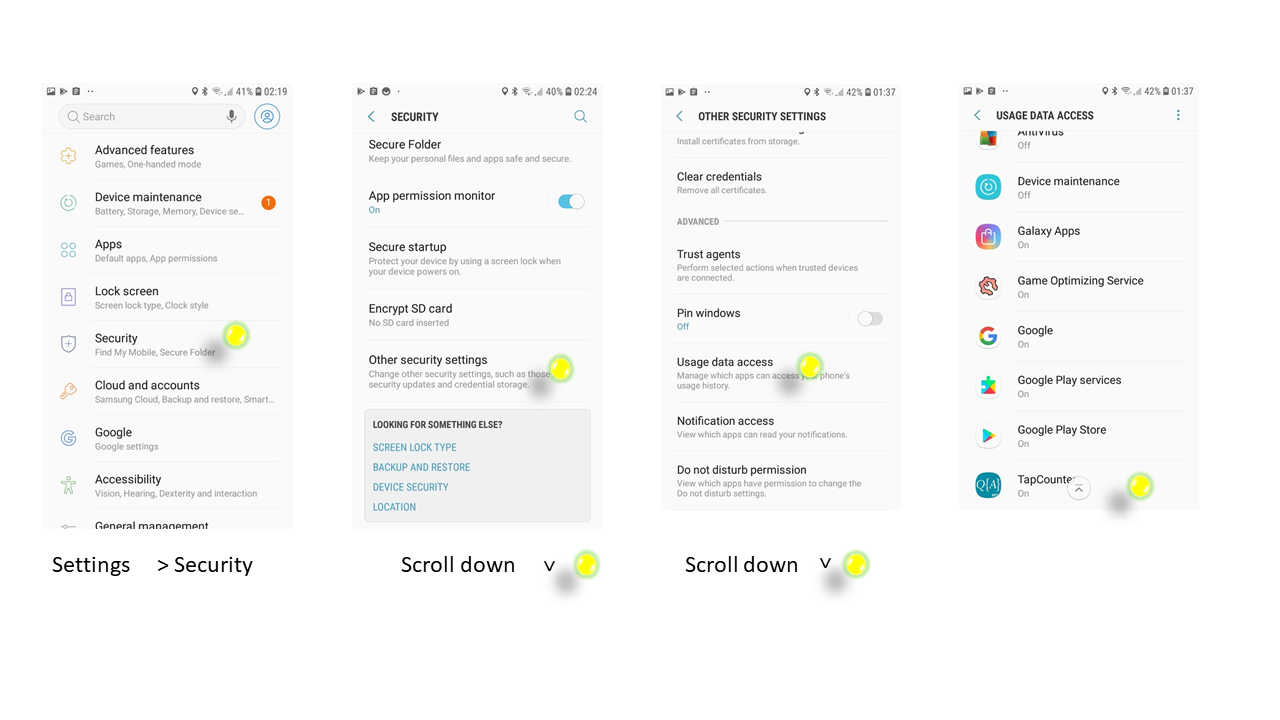 41% 02:19
Search
Advanced features
Games, One-handed mode
Device maintenance
Battery, Storage, Memory, Device se...
1
Apps
Default apps, App permissions
Lock screen
Screen lock type, Clock style
Security
Find My Mobile, Secure Folder
Cloud and accounts
Samsung Cloud, Backup and restore, Smart...
Google
Google settings
Accessibility
Vision, Hearing, Dexterity and interaction
General management
Settings > Security
40% 02:24
SECURITY
Secure Folder
Keep your personal files and apps safe and secure.
App permission monitor
On
Secure startup
Protect your device by using a screen lock when
your device powers on.
Encrypt SD card
No SD card inserted
Other security settings
Change other security settings, such as those
security updates and credential storage.
LOOKING FOR SOMETHING ELSE?
SCREEN LOCK TYPE
BACKUP AND RESTORE
DEVICE SECURITY
LOCATION
Scroll down v
42% 01:37
OTHER SECURITY SETTINGS
Install certificates from storage.
Clear credentials
Remove all certificates.
ADVANCED
Trust agents
Perform selected actions when trusted devices
are connected.
Pin windows
Off
Usage data access
Manage which apps can access your phone's
usage history.
Notification access
View which apps can read your notifications.
Do not disturb permission
View which apps have permission to change the
Do not disturb settings.
Scroll down v
42% 01:37
USAGE DATA ACCESS
AntiVirus
Off
Device maintenance
Off
Galaxy Apps
On
Game Optimizing Service
On
Google
On
Google Play services
On
Google Play Store
On
Q{A}
TapCounter
On